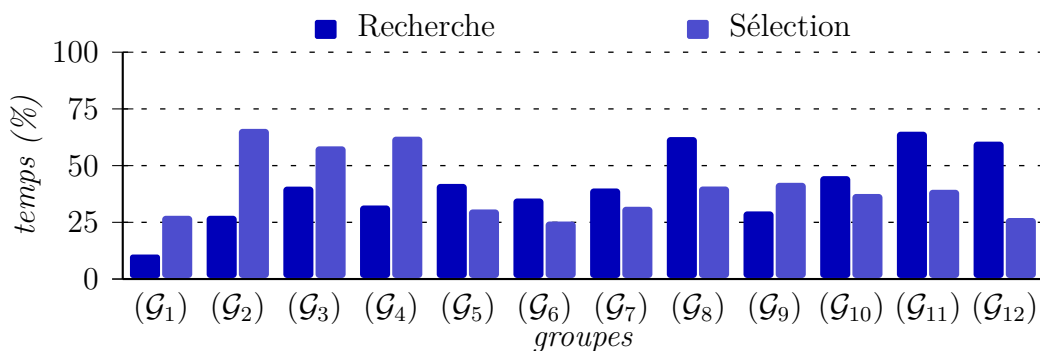 Recherche Sélection
100
75
50
25
0
temps (%)
(𝒢₁) (𝒢₂) (𝒢₃) (𝒢₄) (𝒢₅) (𝒢₆) (𝒢₇) (𝒢₈) (𝒢₉) (𝒢₁₀) (𝒢₁₁) (𝒢₁₂)
groupes